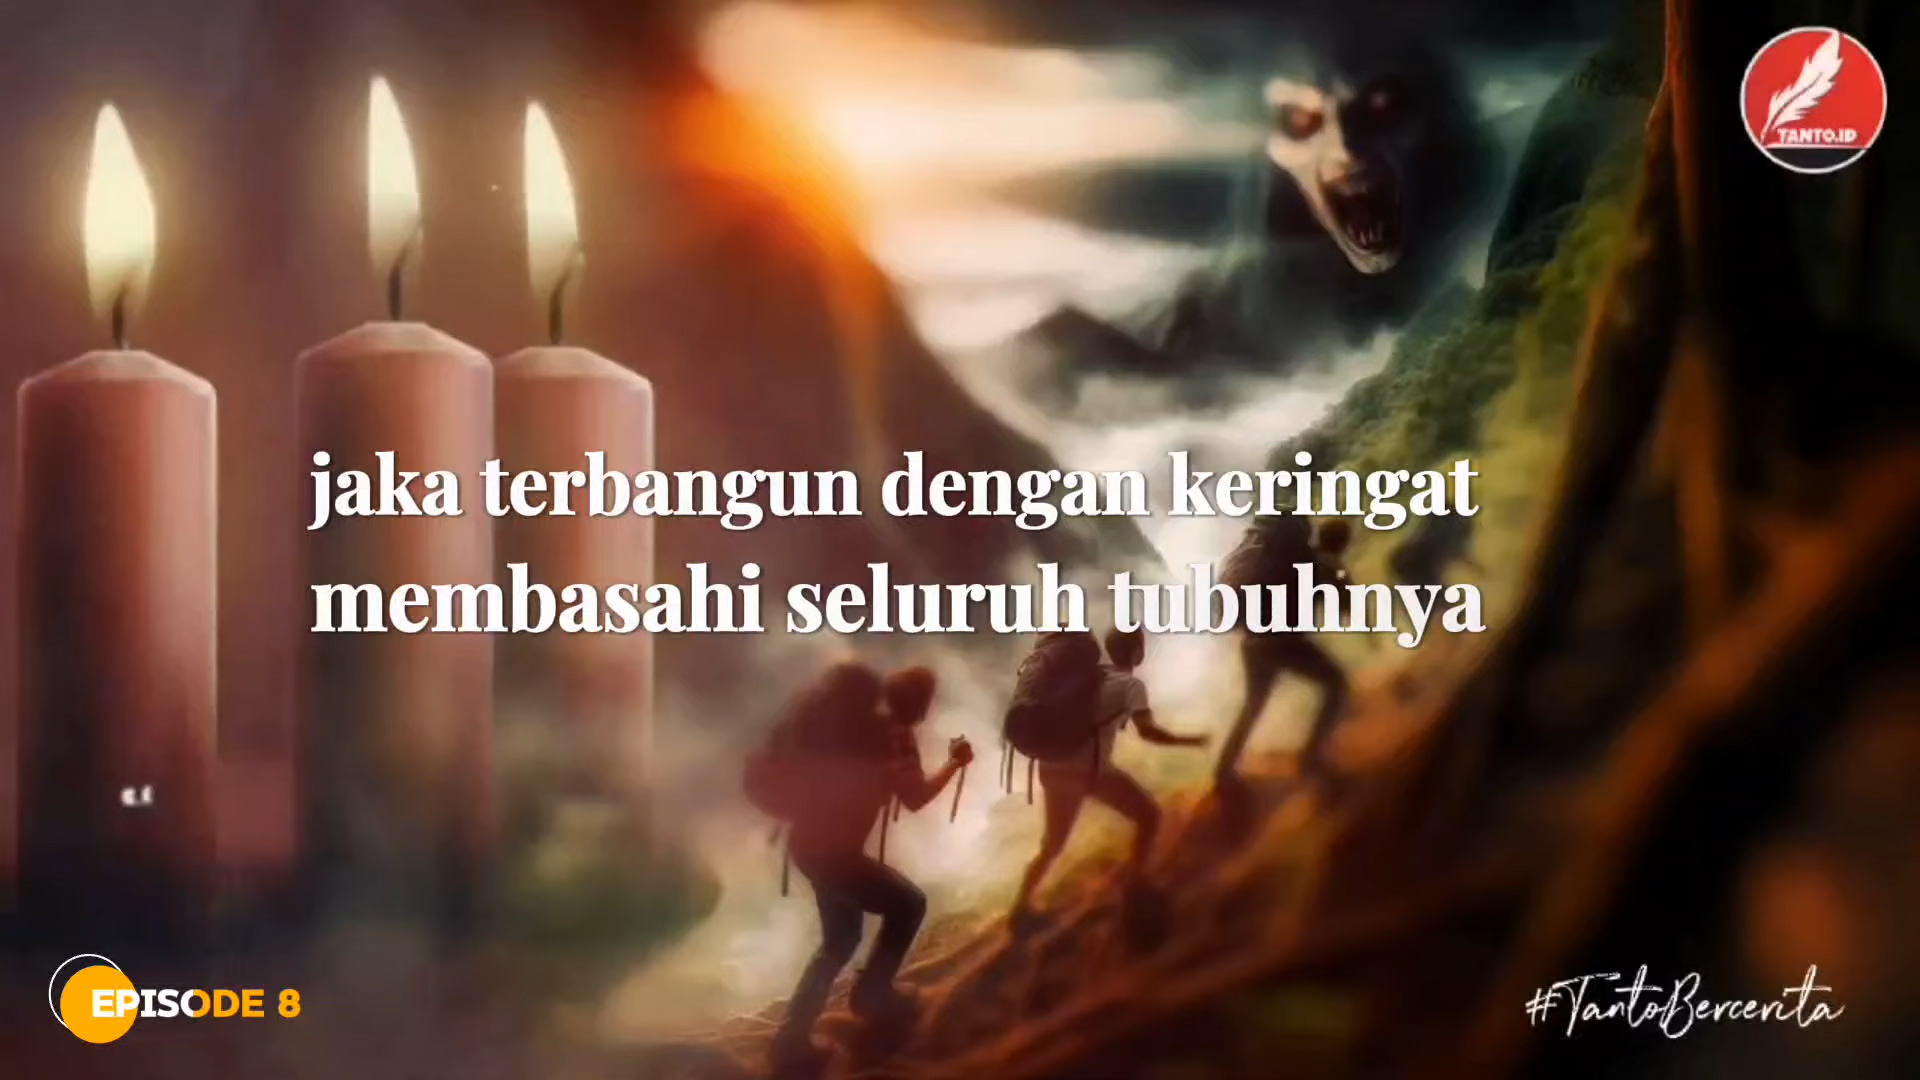 TANTO.ID
jaka terbangun dengan keringat
membasahi seluruh tubuhnya
EPISODE 8
#TantoBercerita